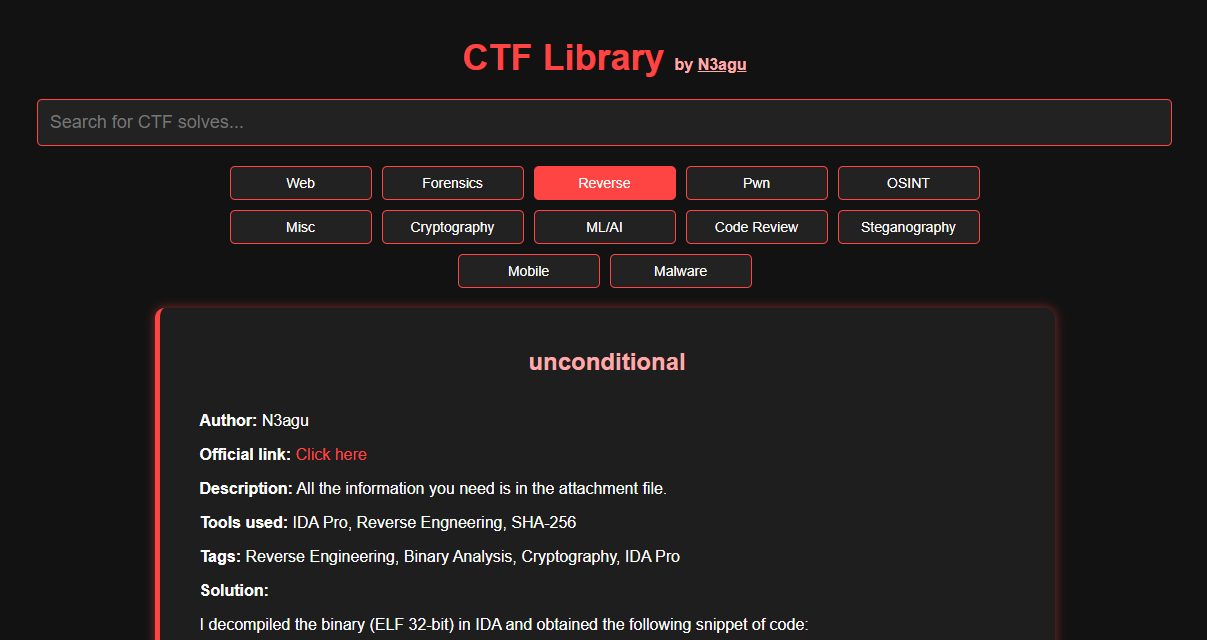 CTF Library by N3agu
Search for CTF solves...
Web Forensics Reverse Pwn OSINT
Misc Cryptography ML/AI Code Review Steganography
Mobile Malware
unconditional
Author: N3agu
Official link: Click here
Description: All the information you need is in the attachment file.
Tools used: IDA Pro, Reverse Engneering, SHA-256
Tags: Reverse Engineering, Binary Analysis, Cryptography, IDA Pro
Solution:
I decompiled the binary (ELF 32-bit) in IDA and obtained the following snippet of code: